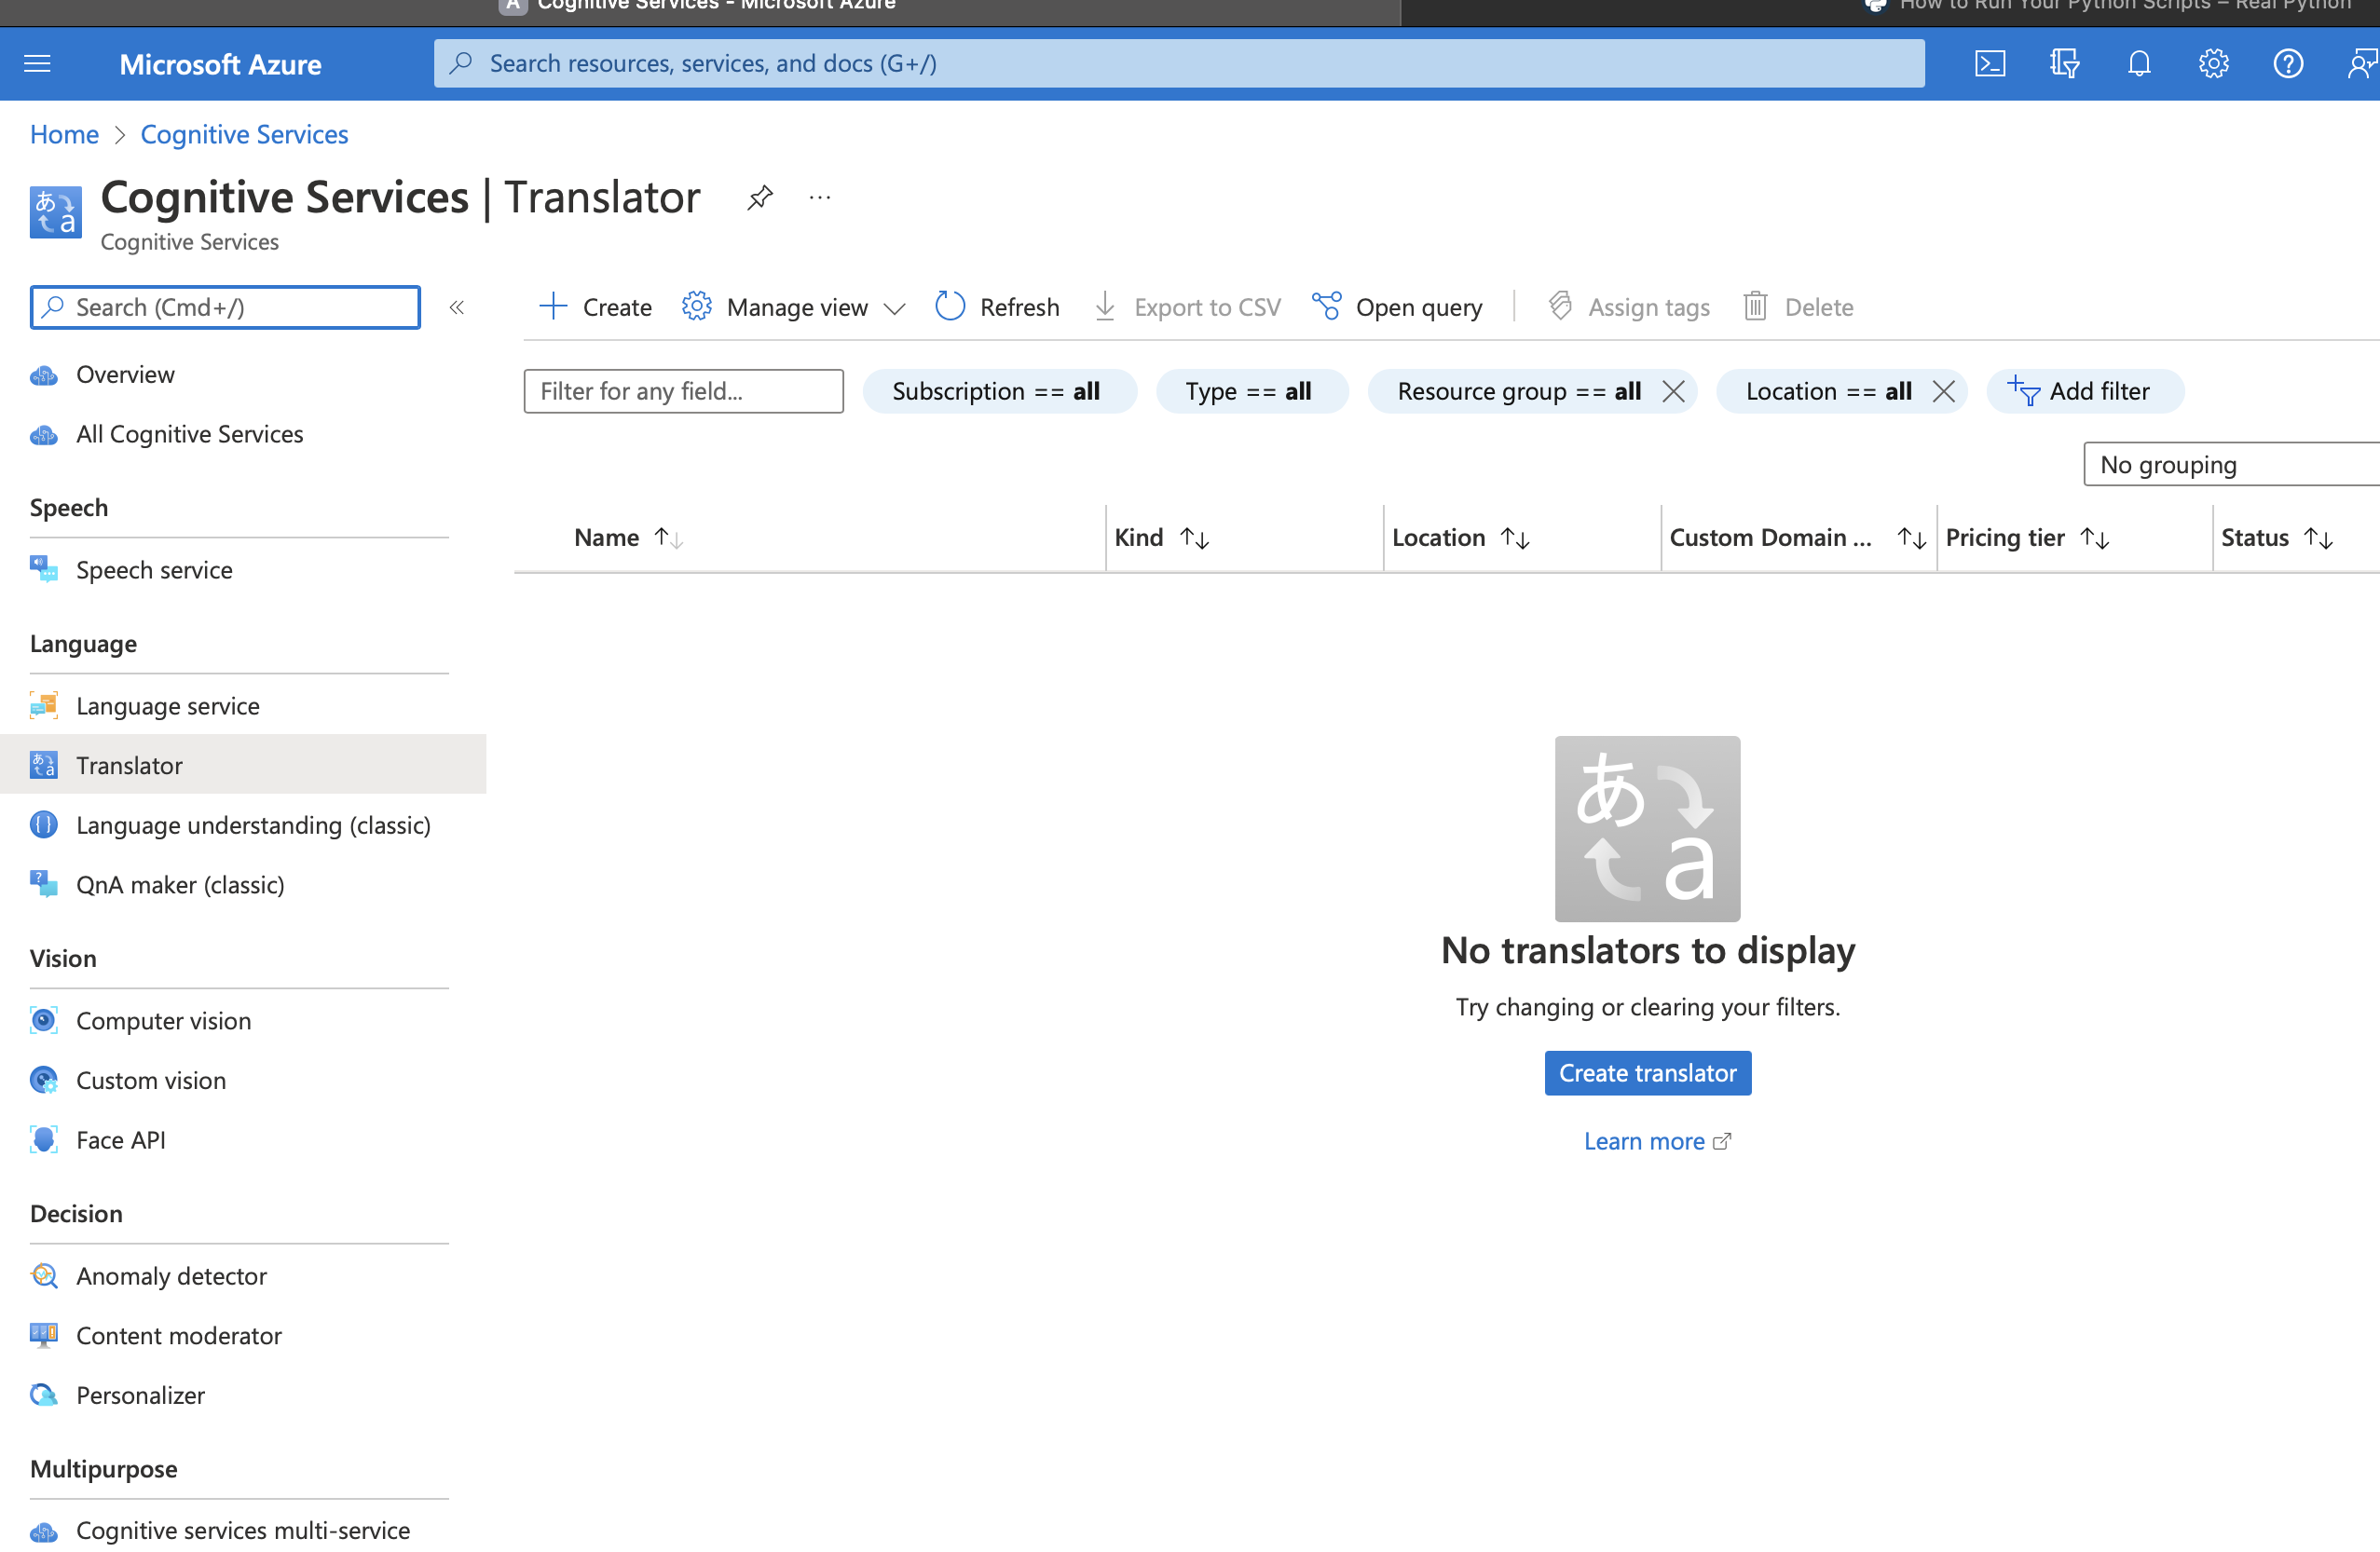 Cognitive Services - Microsoft Azure
How to Run Your Python Scripts – Real Python
Microsoft Azure
Search resources, services, and docs (G+/)
Home > Cognitive Services
Cognitive Services | Translator
Cognitive Services
Search (Cmd+/)
«
Overview
All Cognitive Services
Speech
Speech service
Language
Language service
Translator
Language understanding (classic)
QnA maker (classic)
Vision
Computer vision
Custom vision
Face API
Decision
Anomaly detector
Content moderator
Personalizer
Multipurpose
Cognitive services multi-service
Create
Manage view
Refresh
Export to CSV
Open query
Assign tags
Delete
Filter for any field...
Subscription == all
Type == all
Resource group == all
Location == all
Add filter
No grouping
Name
Kind
Location
Custom Domain ...
Pricing tier
Status
あ
a
No translators to display
Try changing or clearing your filters.
Create translator
Learn more